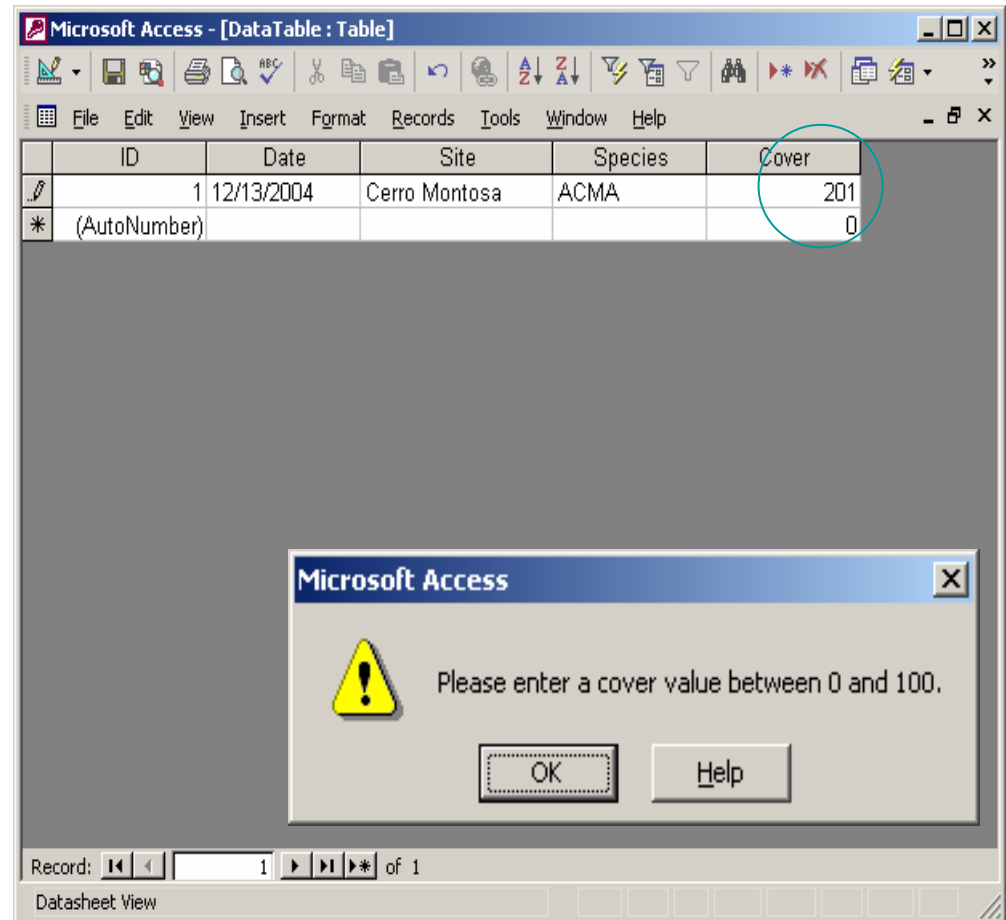 Microsoft Access - [DataTable : Table]
File Edit View Insert Format Records Tools Window Help
ID Date Site Species Cover
1 12/13/2004 Cerro Montosa ACMA 201
(AutoNumber) 0
Microsoft Access
Please enter a cover value between 0 and 100.
OK Help
Record: 1 of 1
Datasheet View